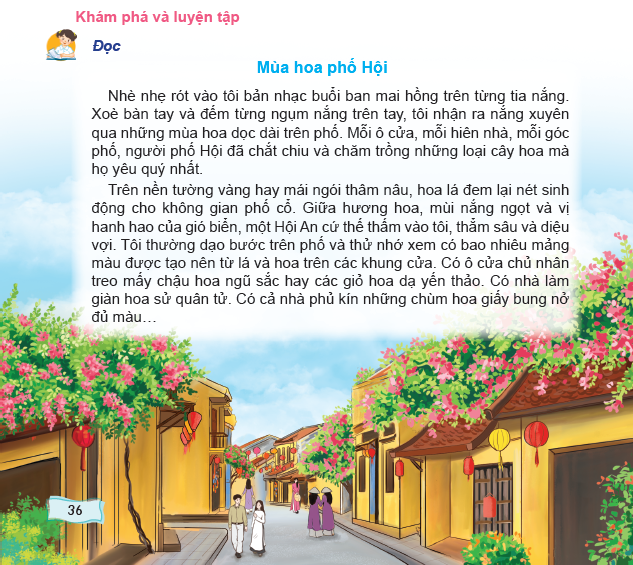 Khám phá và luyện tập
Đọc
Mùa hoa phố Hội
Nhè nhẹ rót vào tôi bản nhạc buổi ban mai hồng trên từng tia nắng.
Xoè bàn tay và đếm từng ngụm nắng trên tay, tôi nhận ra nắng xuyên
qua những mùa hoa dọc dài trên phố. Mỗi ô cửa, mỗi hiên nhà, mỗi góc
phố, người phố Hội đã chắt chiu và chăm trồng những loại cây hoa mà
họ yêu quý nhất.
Trên nền tường vàng hay mái ngói thâm nâu, hoa lá đem lại nét sinh
động cho không gian phố cổ. Giữa hương hoa, mùi nắng ngọt và vị
hanh hao của gió biển, một Hội An cứ thế thấm vào tôi, thẳm sâu và diệu
vợi. Tôi thường dạo bước trên phố và thử nhớ xem có bao nhiêu mảng
màu được tạo nên từ lá và hoa trên các khung cửa. Có ô cửa chủ nhân
treo mấy chậu hoa ngũ sắc hay các giỏ hoa dạ yến thảo. Có nhà làm
giàn hoa sử quân tử. Có cả nhà phủ kín những chùm hoa giấy bung nở
đủ màu…
36